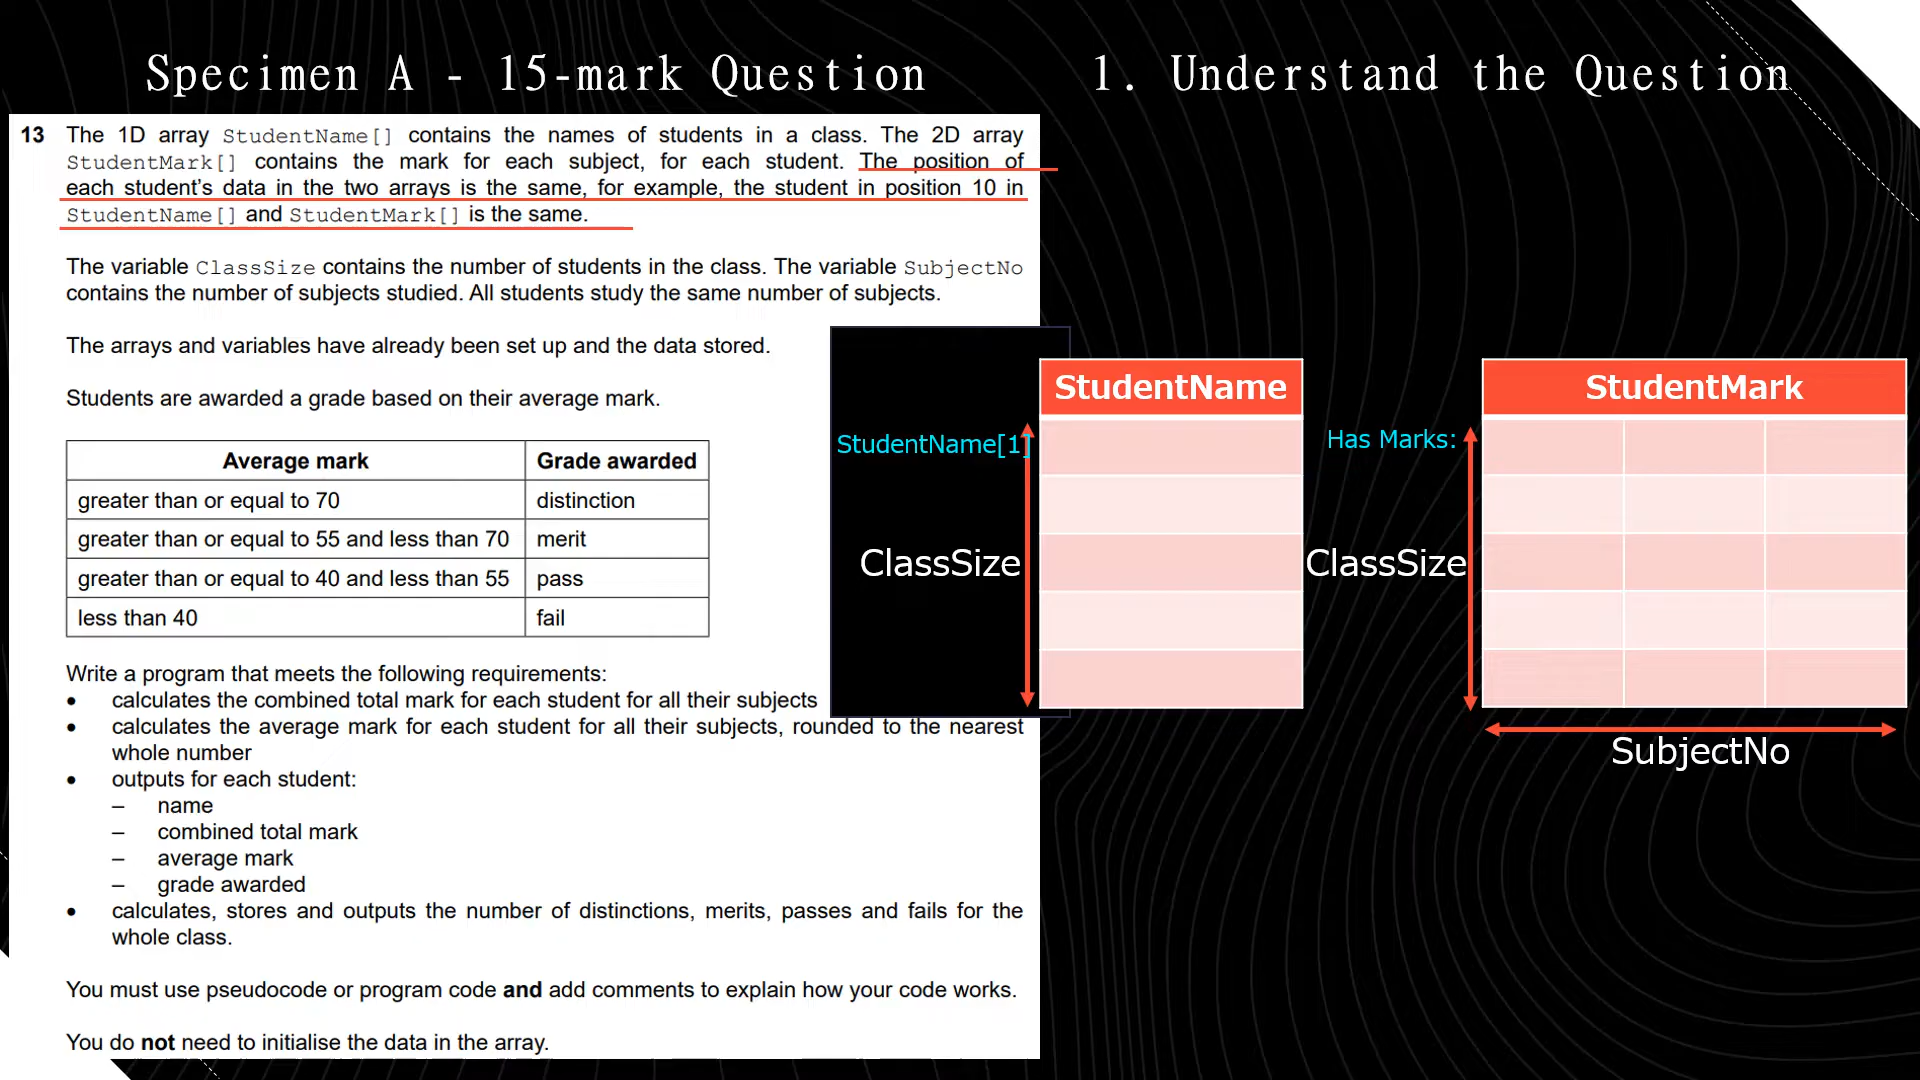 Specimen A - 15-mark Question
1. Understand the Question
13 The 1D array StudentName[] contains the names of students in a class. The 2D array
StudentMark[] contains the mark for each subject, for each student. The position of
each student's data in the two arrays is the same, for example, the student in position 10 in
StudentName[] and StudentMark[] is the same.
The variable ClassSize contains the number of students in the class. The variable SubjectNo
contains the number of subjects studied. All students study the same number of subjects.
The arrays and variables have already been set up and the data stored.
Students are awarded a grade based on their average mark.
Average mark Grade awarded
greater than or equal to 70 distinction
greater than or equal to 55 and less than 70 merit
greater than or equal to 40 and less than 55 pass
less than 40 fail
Write a program that meets the following requirements:
• calculates the combined total mark for each student for all their subjects
• calculates the average mark for each student for all their subjects, rounded to the nearest
whole number
• outputs for each student:
– name
– combined total mark
– average mark
– grade awarded
• calculates, stores and outputs the number of distinctions, merits, passes and fails for the
whole class.
You must use pseudocode or program code and add comments to explain how your code works.
You do not need to initialise the data in the array.
StudentName
StudentName[1]
ClassSize
StudentMark
Has Marks:
ClassSize
SubjectNo